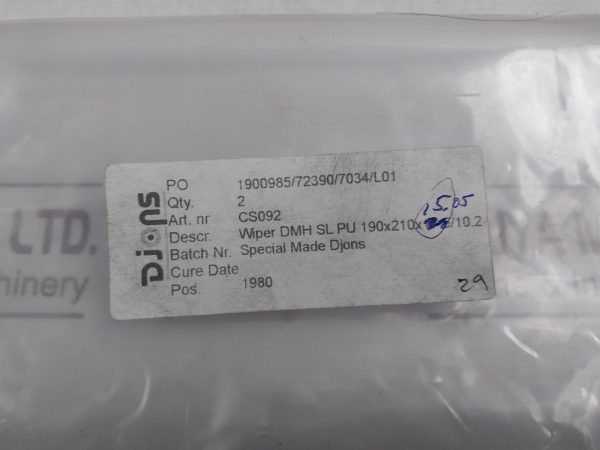 Djons
PO 1900985/72390/7034/L01
Qty. 2
Art. nr CS092
Descr. Wiper DMH SL PU 190x210x 15.05 /10.2
Batch Nr. Special Made Djons
Cure Date
Pos. 1980
29
LTD.
hinery